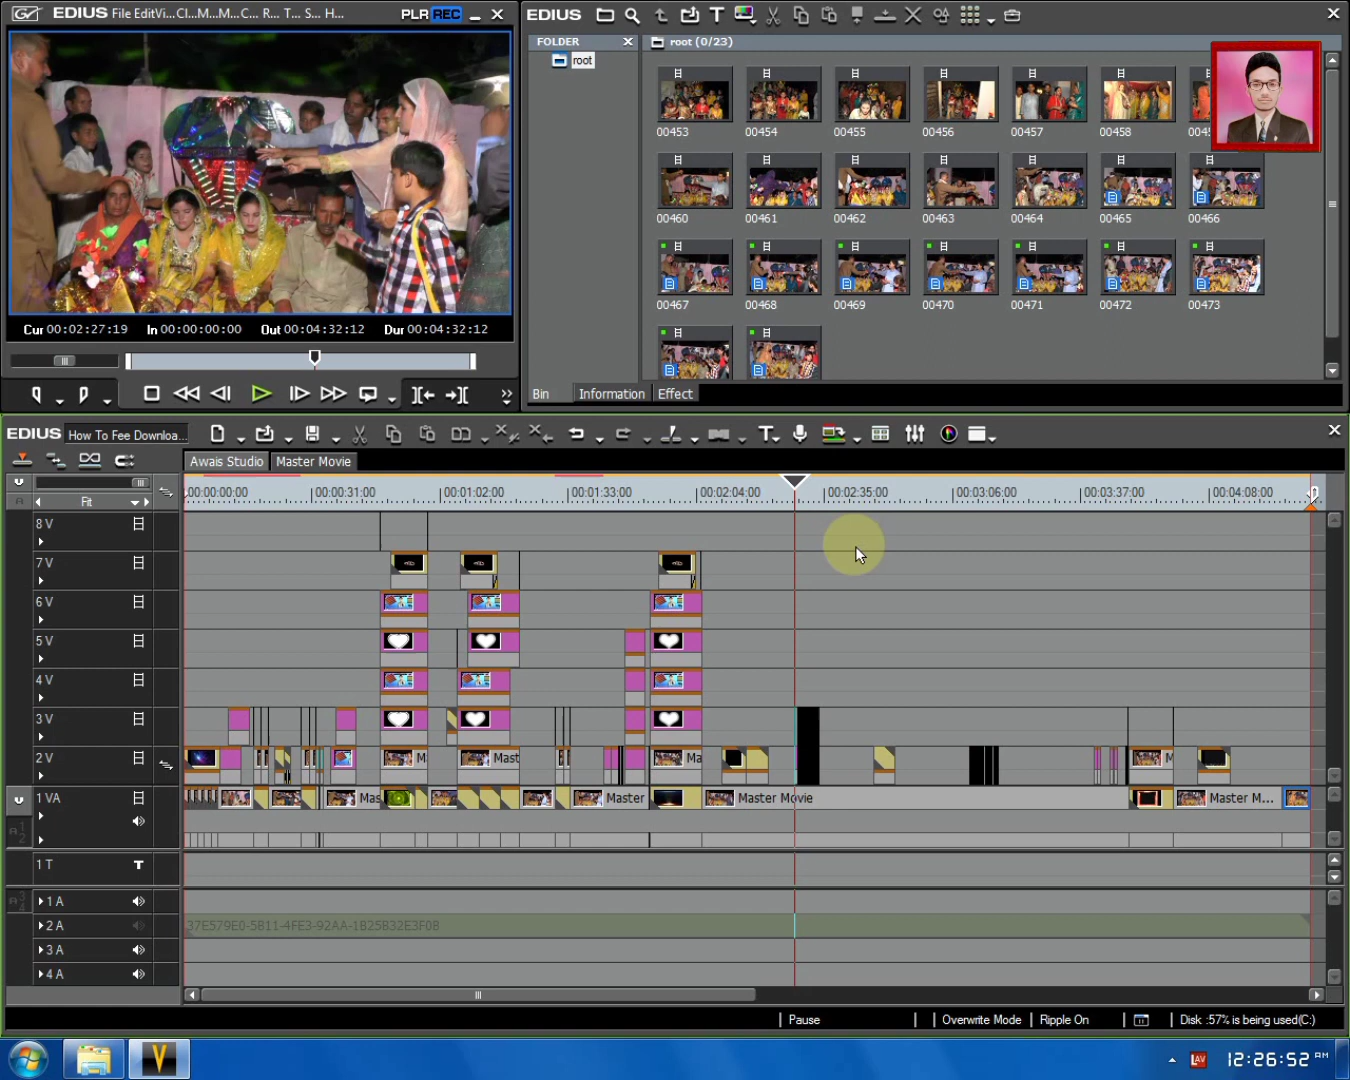 EDIUS File EditVi...Cl...M...M...C... R... T... S... H... PLR REC
Cur 00:02:27:19 In 00:00:00:00 Out 00:04:32:12 Dur 00:04:32:12
EDIUS
FOLDER
root
root (0/23)
00453 00454 00455 00456 00457 00458
00460 00461 00462 00463 00464 00465 00466
00467 00468 00469 00470 00471 00472 00473
Bin Information Effect
EDIUS How To Fee Downloa...
Awais Studio Master Movie
Fit
00:00:00:00 00:00:31:00 00:01:02:00 00:01:33:00 00:02:04:00 00:02:35:00 00:03:06:00 00:03:37:00 00:04:08:00
8 V
7 V
6 V
5 V
4 V
3 V
2 V M Mast Ma M
1 VA Mas Master Master Movie Master M...
1 T T
1 A
2 A 37E579E0-5811-4FE3-92AA-1B25832E3F08
3 A
4 A
Pause Overwrite Mode Ripple On Disk :57% is being used(C:)
LAV 12:26:52 AM